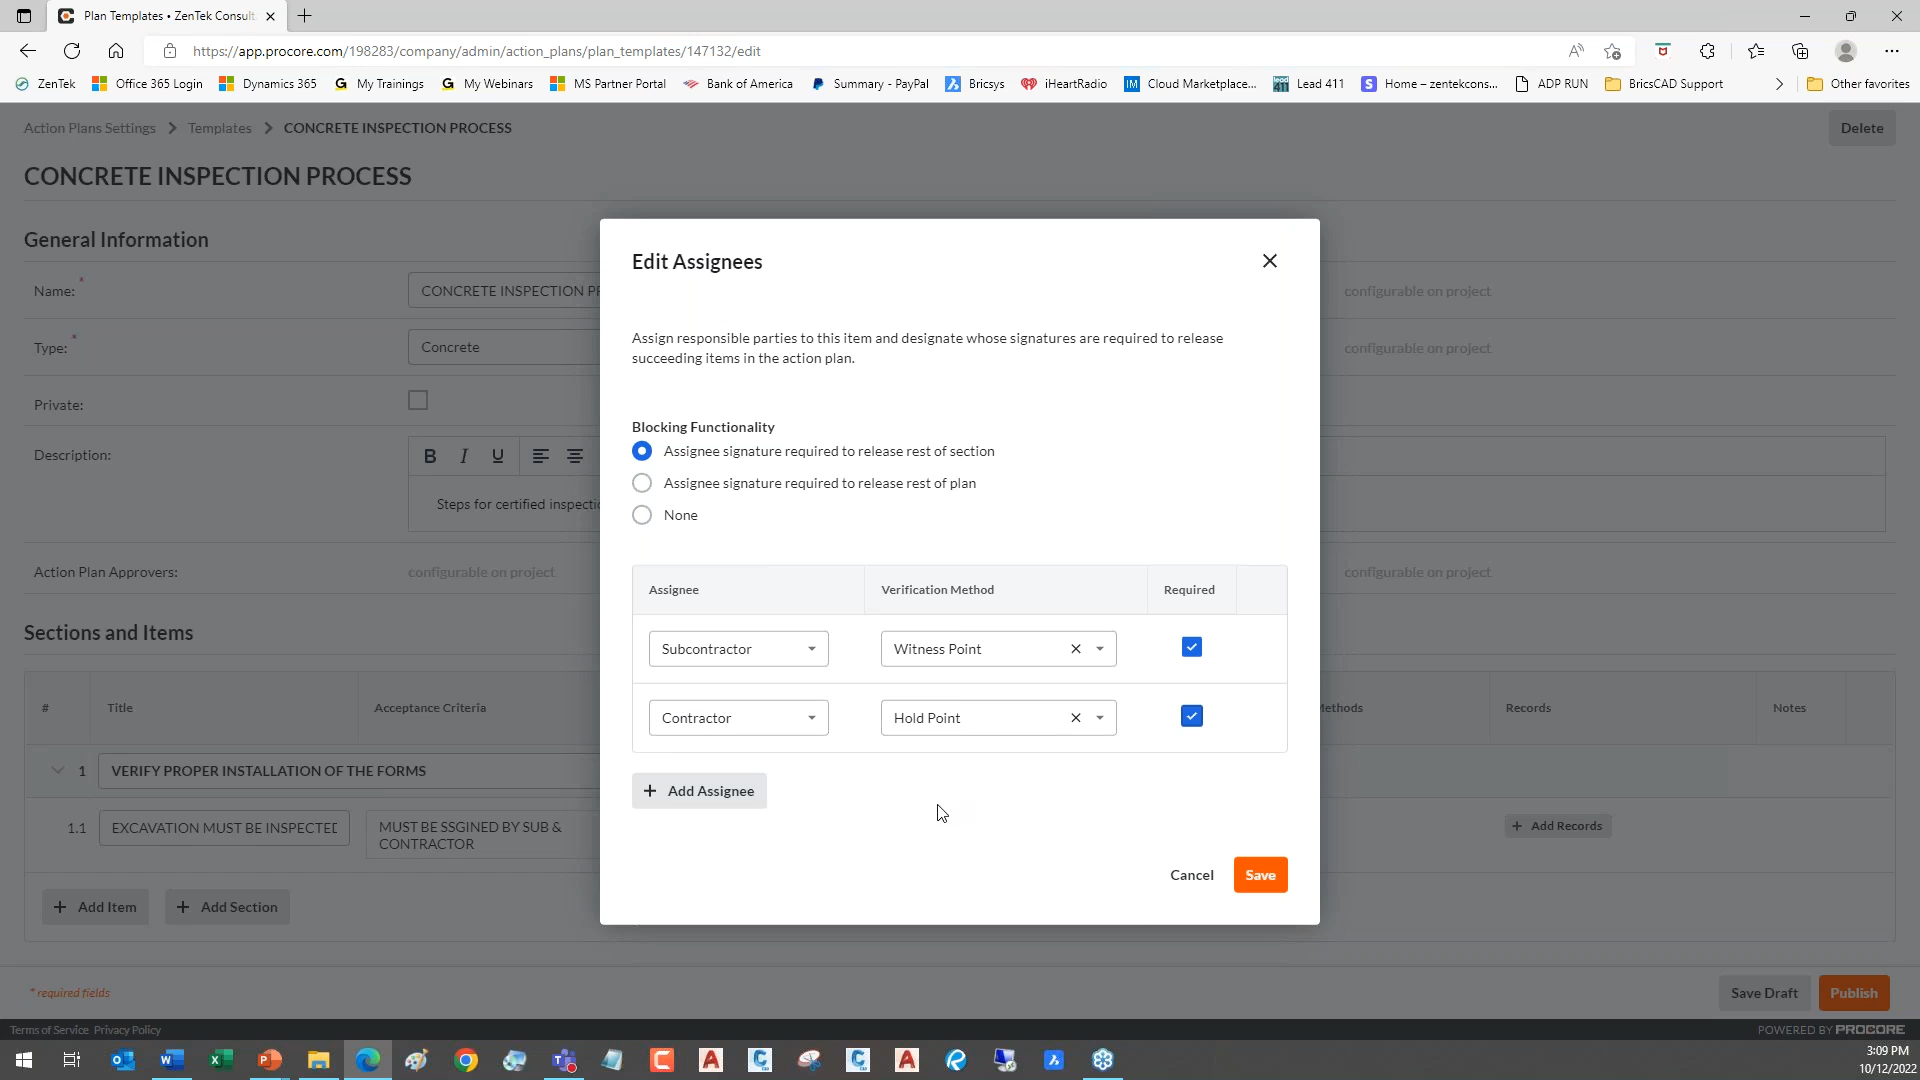 Plan Templates • ZenTek Consult
https://app.procore.com/198283/company/admin/action_plans/plan_templates/147132/edit
ZenTek
Office 365 Login
Dynamics 365
My Trainings
My Webinars
MS Partner Portal
Bank of America
Summary - PayPal
Bricsys
iHeartRadio
IM
Cloud Marketplace...
lead 411
Lead 411
S
Home – zentekcons...
ADP RUN
BricsCAD Support
Other favorites
Action Plans Settings
Templates
CONCRETE INSPECTION PROCESS
Delete
CONCRETE INSPECTION PROCESS
General Information
Name: *
CONCRETE INSPECTION PR
configurable on project
Type: *
Concrete
configurable on project
Private:
Description:
B I U
Steps for certified inspectio
Action Plan Approvers:
configurable on project
configurable on project
Sections and Items
#
Title
Acceptance Criteria
Methods
Records
Notes
1
VERIFY PROPER INSTALLATION OF THE FORMS
1.1
EXCAVATION MUST BE INSPECTED
MUST BE SSGINED BY SUB &
CONTRACTOR
+ Add Records
+ Add Item
+ Add Section
Edit Assignees
Assign responsible parties to this item and designate whose signatures are required to release
succeeding items in the action plan.
Blocking Functionality
Assignee signature required to release rest of section
Assignee signature required to release rest of plan
None
Assignee
Verification Method
Required
Subcontractor
Witness Point
Contractor
Hold Point
+ Add Assignee
Cancel
Save
* required fields
Save Draft
Publish
Terms of Service Privacy Policy
POWERED BY PROCORE
3:09 PM
10/12/2022